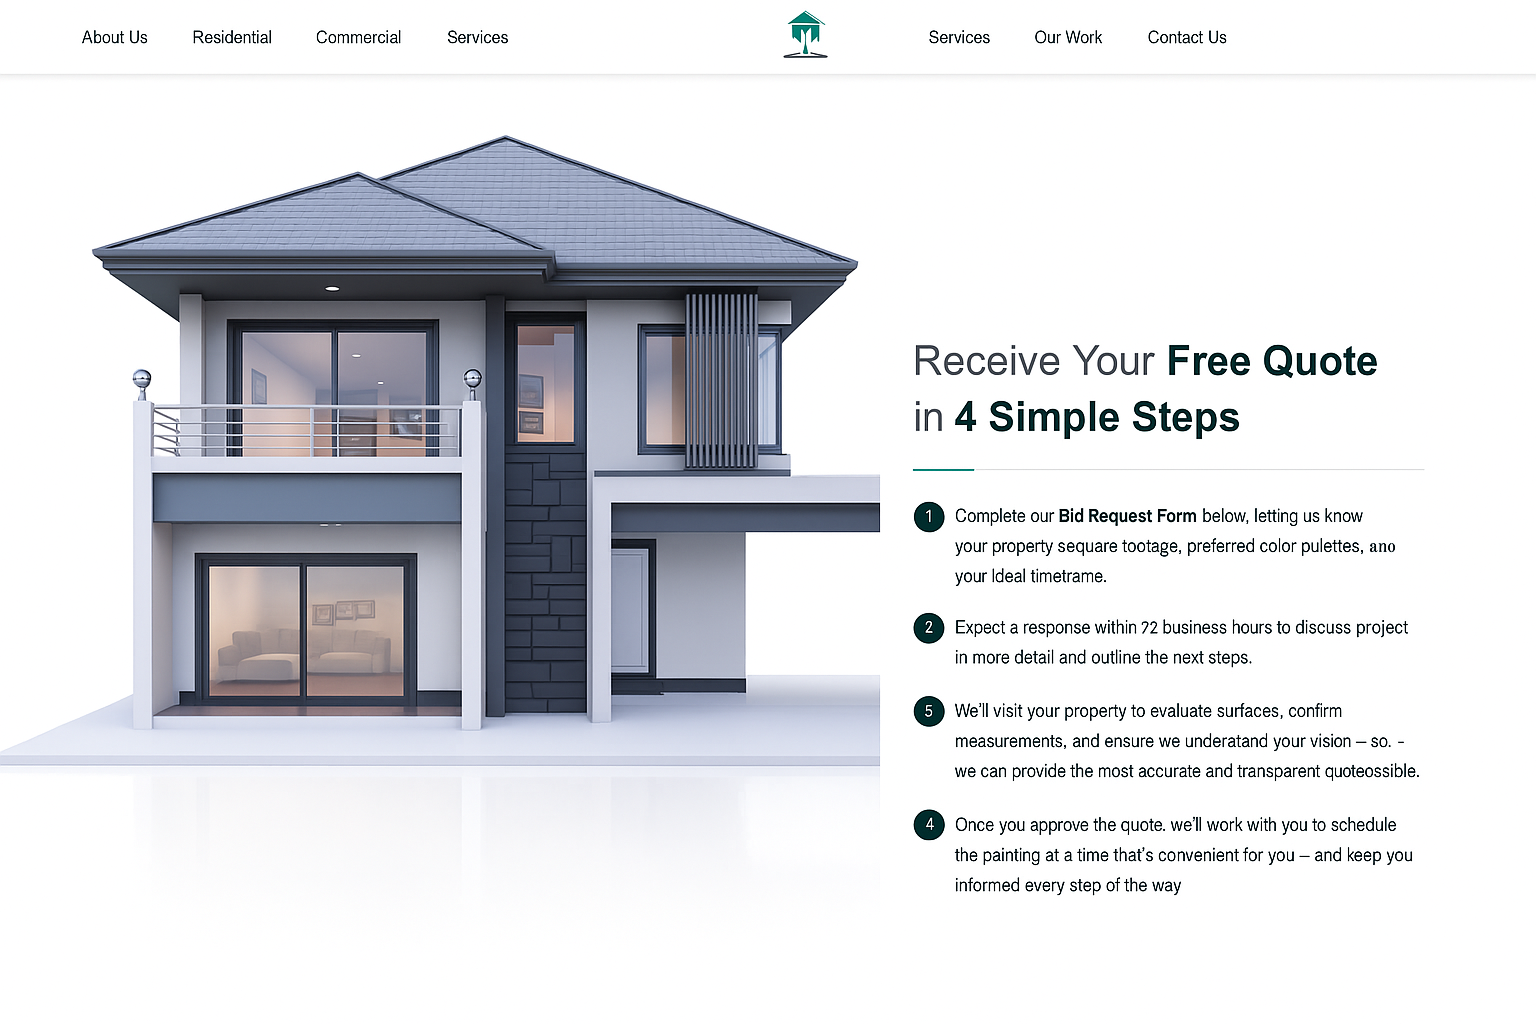 About Us Residential Commercial Services Services Our Work Contact Us
Receive Your Free Quote
in 4 Simple Steps
1 Complete our Bid Request Form below, letting us know
your property sequare tootage, preferred color pulettes, ano
your Ideal timetrame.
2 Expect a response within 72 business hours to discuss project
in more detail and outline the next steps.
5 We'll visit your property to evaluate surfaces, confirm
measurements, and ensure we underatand your vision – so. -
we can provide the most accurate and transparent quoteossible.
4 Once you approve the quote. we'll work with you to schedule
the painting at a time that's convenient for you – and keep you
informed every step of the way